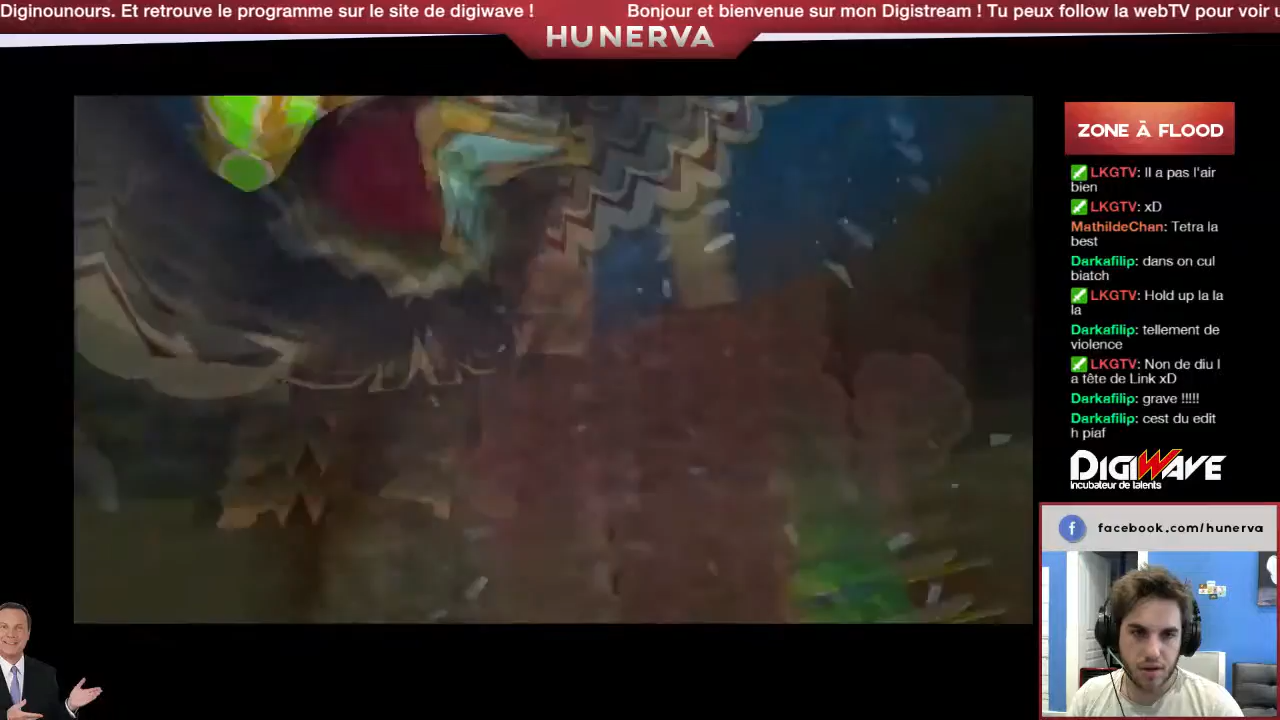 Diginounours. Et retrouve le programme sur le site de digiwave !
Bonjour et bienvenue sur mon Digistream ! Tu peux follow la webTV pour voir
HUNERVA
ZONE À FLOOD
LKGTV: Il a pas l'air
bien
LKGTV: xD
MathildeChan: Tetra la
best
Darkafilip: dans on cul
biatch
LKGTV: Hold up la la
la
Darkafilip: tellement de
violence
LKGTV: Non de diu l
a tête de Link xD
Darkafilip: grave !!!!!
Darkafilip: cest du edit
h piaf
DIGIWAVE
Incubateur de talents
facebook.com/hunerva